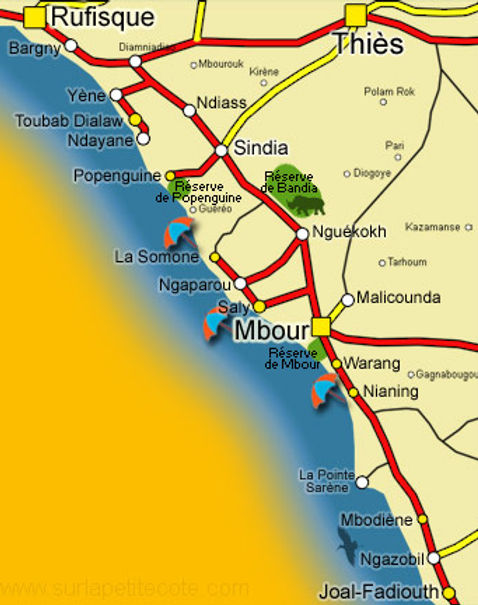 Rufisque
Thiès
Bargny
Diamniadio
Mbourouk
Kirène
Polam Rok
Yène
Ndiass
Toubab Dialaw
Ndayane
Sindia
Pari
Popenguine
Réserve
de Popenguine
Réserve
de Bandia
Diogoye
Guéréo
Nguékokh
Kazamanse
La Somone
Tarhoum
Ngaparou
Saly
Malicounda
Mbour
Réserve
de Mbour
Warang
Gagnabougou
Nianing
La Pointe
Sarène
Mbodiène
Ngazobil
Joal-Fadiouth
www.surlapetitecote.com